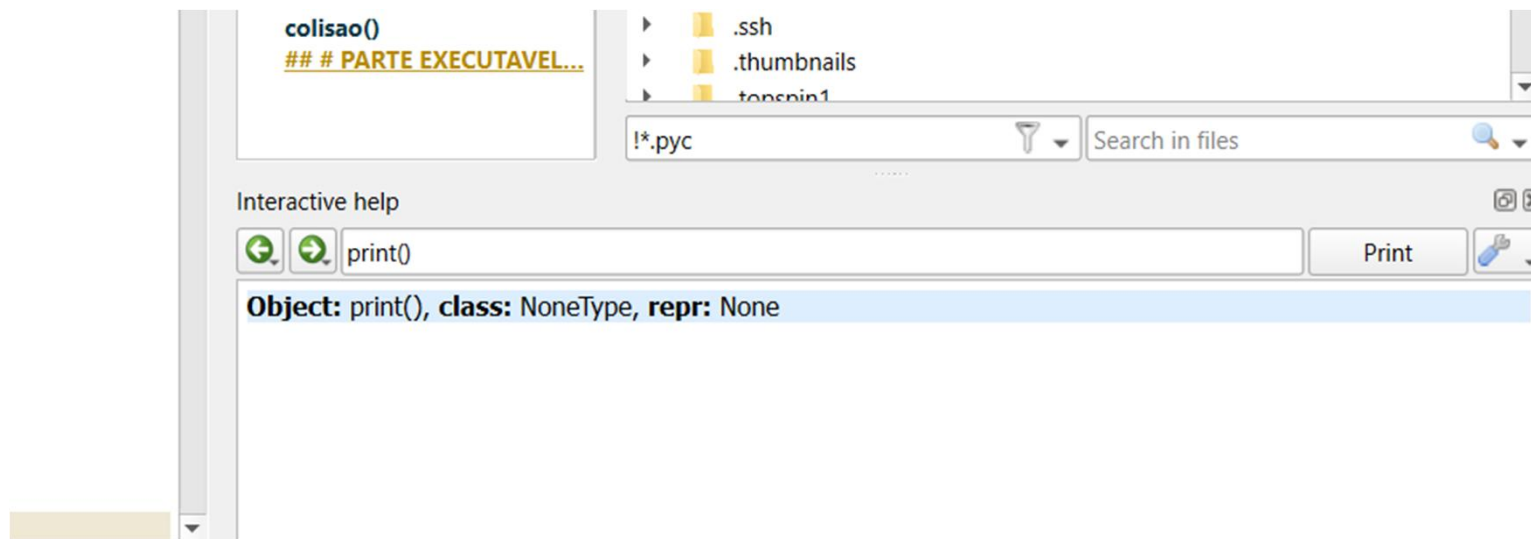 colisao()
## # PARTE EXECUTAVEL...
.ssh
.thumbnails
.topspin1
!*.pyc
Search in files
Interactive help
print()
Print
Object: print(), class: NoneType, repr: None